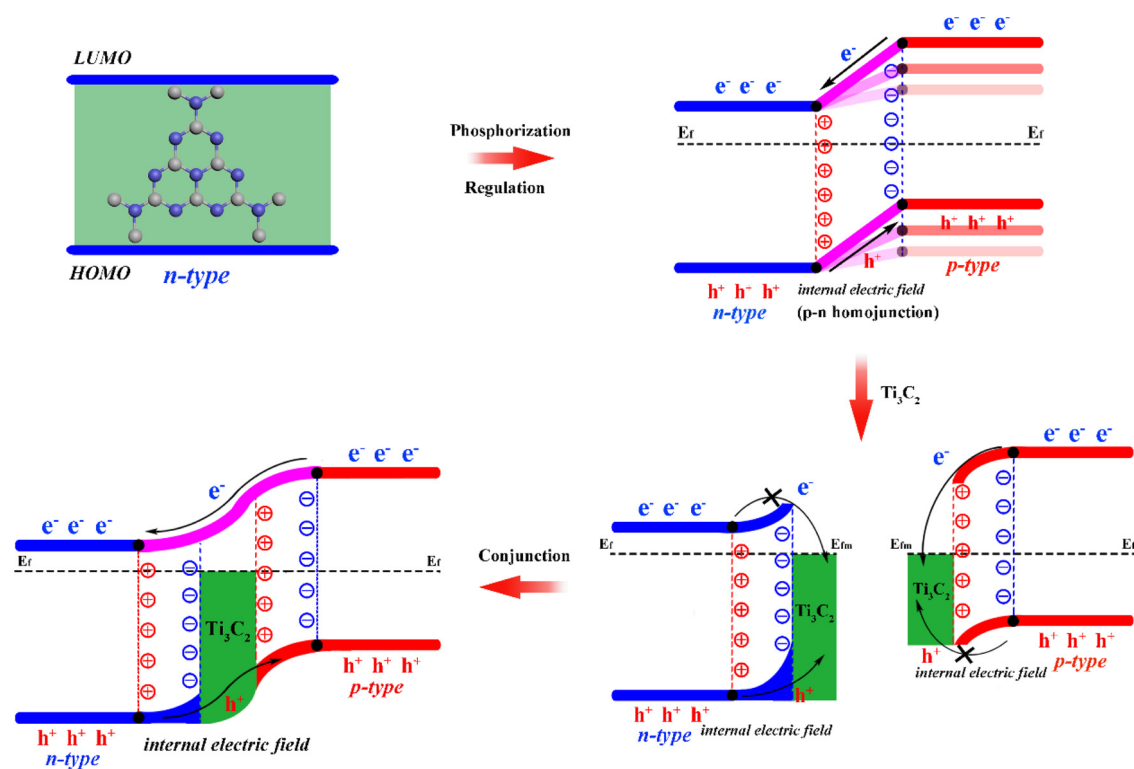 LUMO
HOMO
n-type
Phosphorization
Regulation
e⁻ e⁻ e⁻
e⁻
e⁻ e⁻ e⁻
Ef
Ef
h⁺ h⁺ h⁺
h⁺
p-type
h⁺ h⁺ h⁺
n-type
internal electric field
(p-n homojunction)
Ti₃C₂
e⁻ e⁻ e⁻
e⁻
e⁻ e⁻ e⁻
Ef
Ef
Ti₃C₂
h⁺
h⁺ h⁺ h⁺
p-type
h⁺ h⁺ h⁺
n-type
internal electric field
Conjunction
e⁻ e⁻ e⁻
e⁻
Ef
Efm
Ti₃C₂
h⁺
h⁺ h⁺ h⁺
n-type
internal electric field
e⁻ e⁻ e⁻
e⁻
Efm
Ef
Ti₃C₂
h⁺
h⁺ h⁺ h⁺
p-type
internal electric field